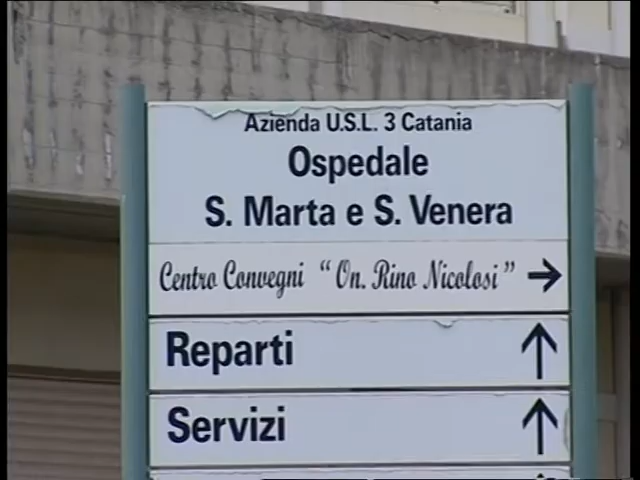 Azienda U.S.L. 3 Catania
Ospedale
S. Marta e S. Venera
Centro Convegni “On. Rino Nicolosi”
Reparti
Servizi